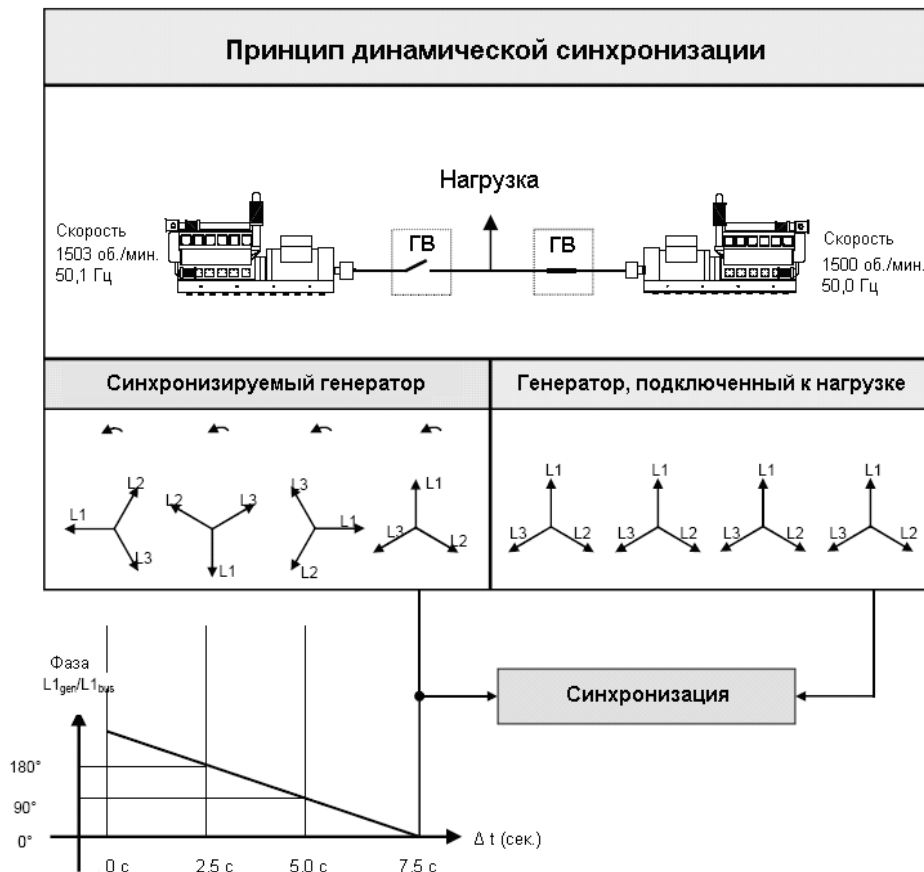 Принцип динамической синхронизации
Нагрузка
Скорость
1503 об./мин.
50,1 Гц
ГВ
ГВ
Скорость
1500 об./мин.
50,0 Гц
Синхронизируемый генератор
Генератор, подключенный к нагрузке
L1
L2
L3
L2
L3
L1
L3
L1
L2
L1
L3
L2
L1
L3
L2
L1
L3
L2
L1
L3
L2
L1
L3
L2
Фаза
L1gen/L1bus
Синхронизация
180°
90°
0°
Δ t (сек.)
0 с
2.5 с
5.0 с
7.5 с